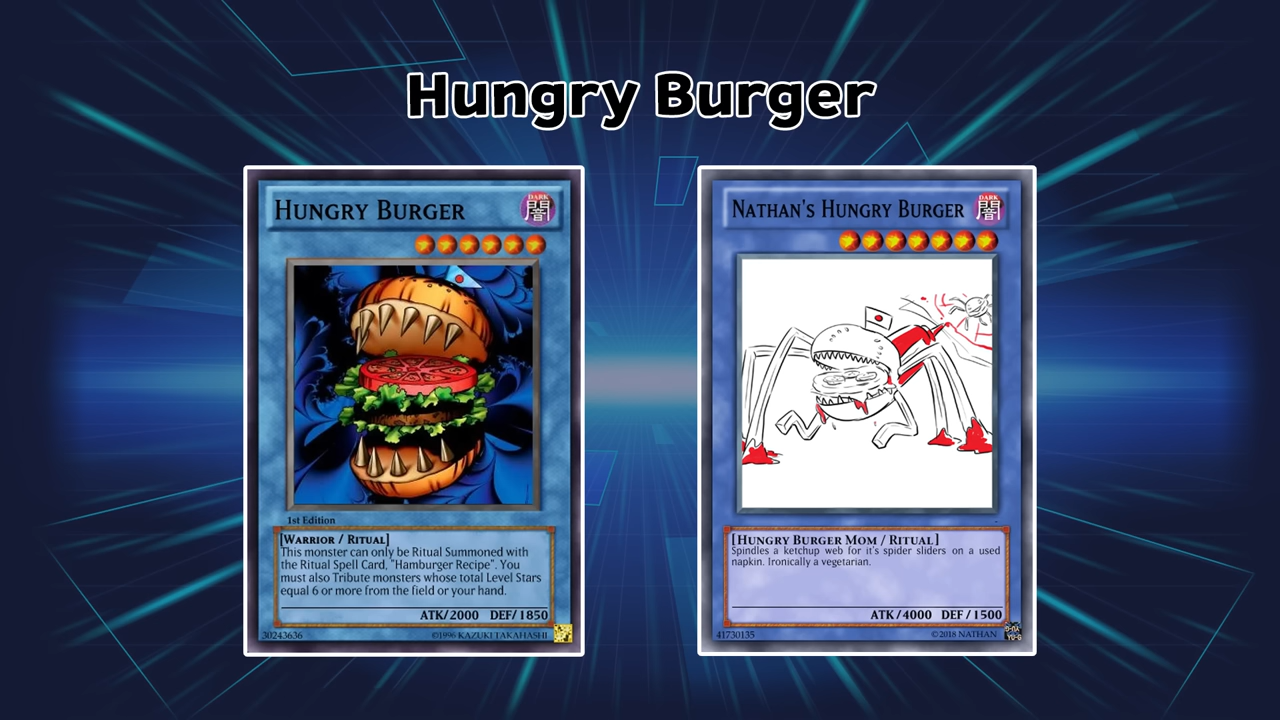 Hungry Burger
HUNGRY BURGER
DARK
闇
1st Edition
[WARRIOR / RITUAL]
This monster can only be Ritual Summoned with
the Ritual Spell Card, "Hamburger Recipe". You
must also Tribute monsters whose total Level Stars
equal 6 or more from the field or your hand.
ATK/2000 DEF/1850
30243636 ©1996 KAZUKI TAKAHASHI
NATHAN'S HUNGRY BURGER
DARK
闇
[HUNGRY BURGER MOM / RITUAL]
Spindles a ketchup web for it's spider sliders on a used
napkin. Ironically a vegetarian.
ATK/4000 DEF/1500
41730135 ©2018 NATHAN